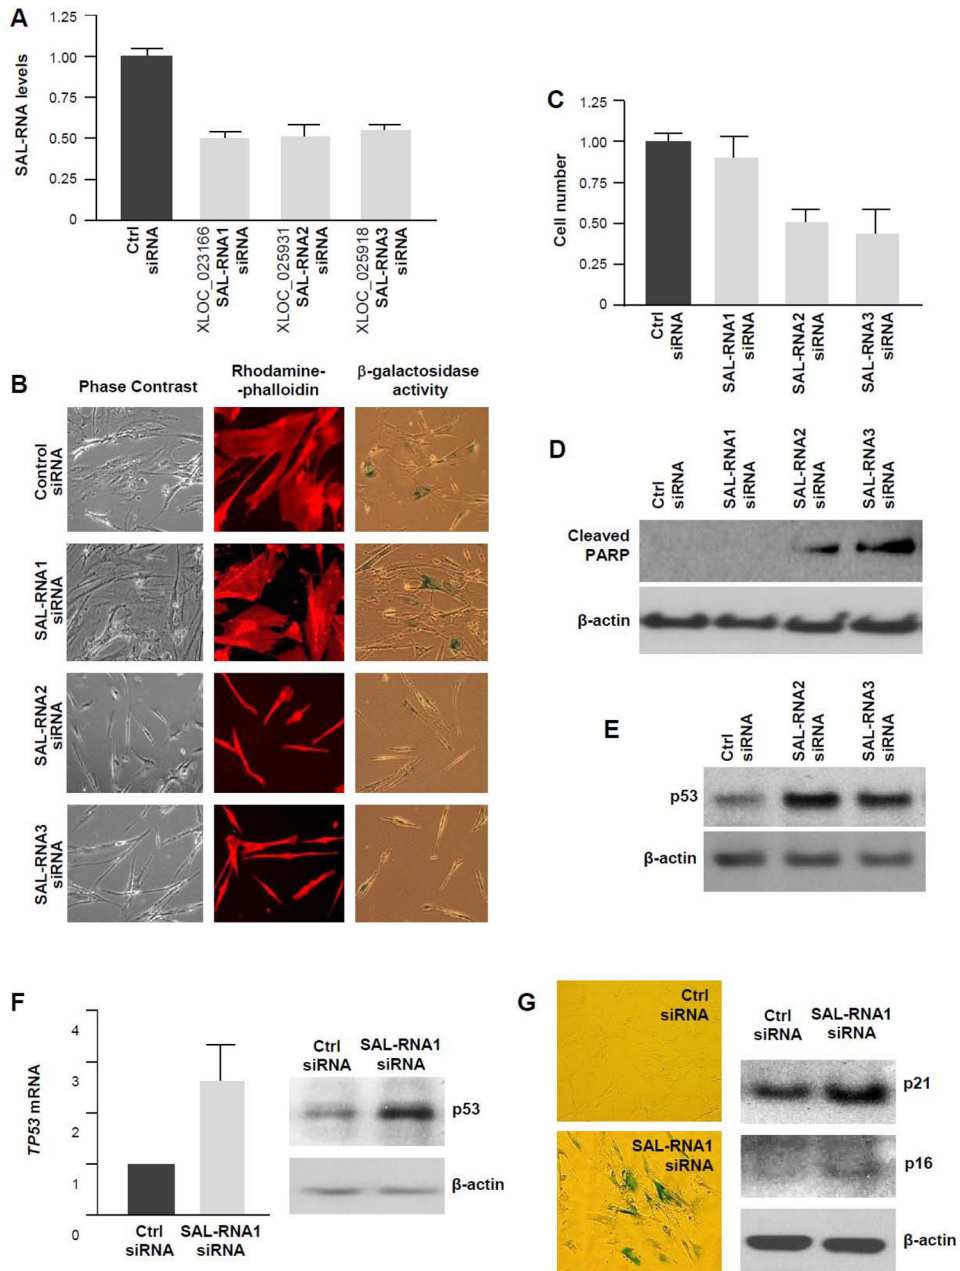 A
SAL-RNA levels
1.25
1.00
0.75
0.50
0.25
0
Ctrl
siRNA
XLOC_023166
SAL-RNA1
siRNA
XLOC_025931
SAL-RNA2
siRNA
XLOC_025918
SAL-RNA3
siRNA
C
Cell number
1.25
1.00
0.75
0.50
0.25
0
Ctrl
siRNA
SAL-RNA1
siRNA
SAL-RNA2
siRNA
SAL-RNA3
siRNA
B
Phase Contrast
Rhodamine-
-phalloidin
β-galactosidase
activity
Control
siRNA
SAL-RNA1
siRNA
SAL-RNA2
siRNA
SAL-RNA3
siRNA
D
Ctrl
siRNA
SAL-RNA1
siRNA
SAL-RNA2
siRNA
SAL-RNA3
siRNA
Cleaved
PARP
β-actin
E
Ctrl
siRNA
SAL-RNA2
siRNA
SAL-RNA3
siRNA
p53
β-actin
F
TP53 mRNA
4
3
2
1
0
Ctrl
siRNA
SAL-RNA1
siRNA
Ctrl
siRNA
SAL-RNA1
siRNA
p53
β-actin
G
Ctrl
siRNA
SAL-RNA1
siRNA
Ctrl
siRNA
SAL-RNA1
siRNA
p21
p16
β-actin